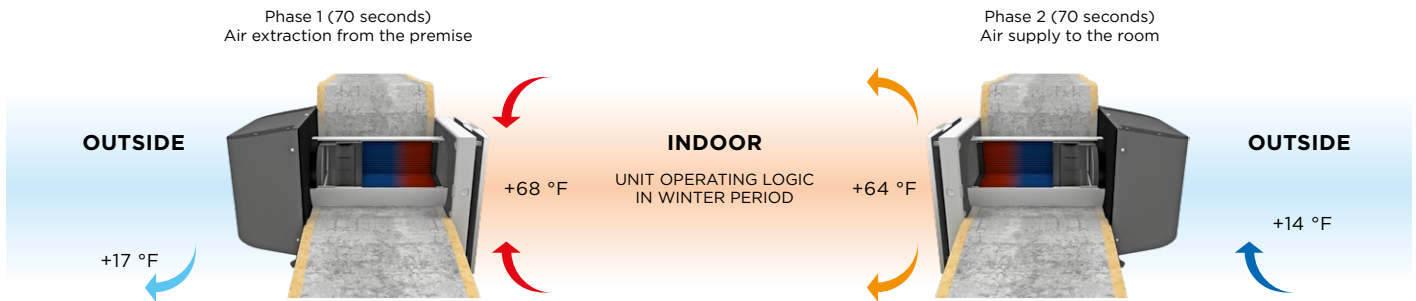 Phase 1 (70 seconds)
Air extraction from the premise
Phase 2 (70 seconds)
Air supply to the room
OUTSIDE
INDOOR
OUTSIDE
UNIT OPERATING LOGIC
IN WINTER PERIOD
+68 °F
+64 °F
+14 °F
+17 °F